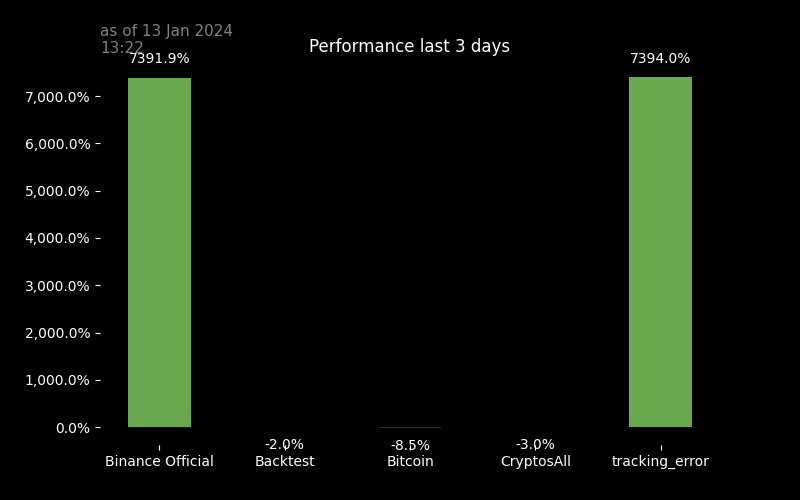 as of 13 Jan 2024
13:22
Performance last 3 days
7391.9%
7394.0%
7,000.0%
6,000.0%
5,000.0%
4,000.0%
3,000.0%
2,000.0%
1,000.0%
0.0%
-2.0%
-8.5%
-3.0%
Binance Official
Backtest
Bitcoin
CryptosAll
tracking_error